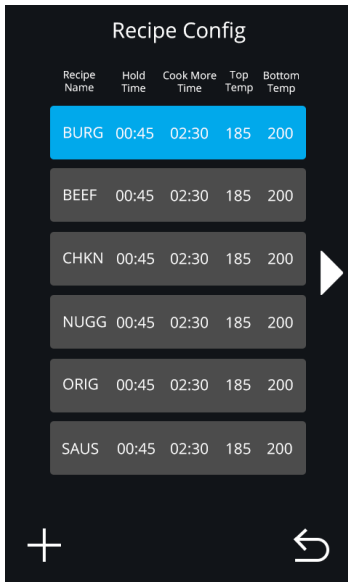 Recipe Config
Recipe Name Hold Time Cook More Time Top Temp Bottom Temp
BURG 00:45 02:30 185 200
BEEF 00:45 02:30 185 200
CHKN 00:45 02:30 185 200
NUGG 00:45 02:30 185 200
ORIG 00:45 02:30 185 200
SAUS 00:45 02:30 185 200